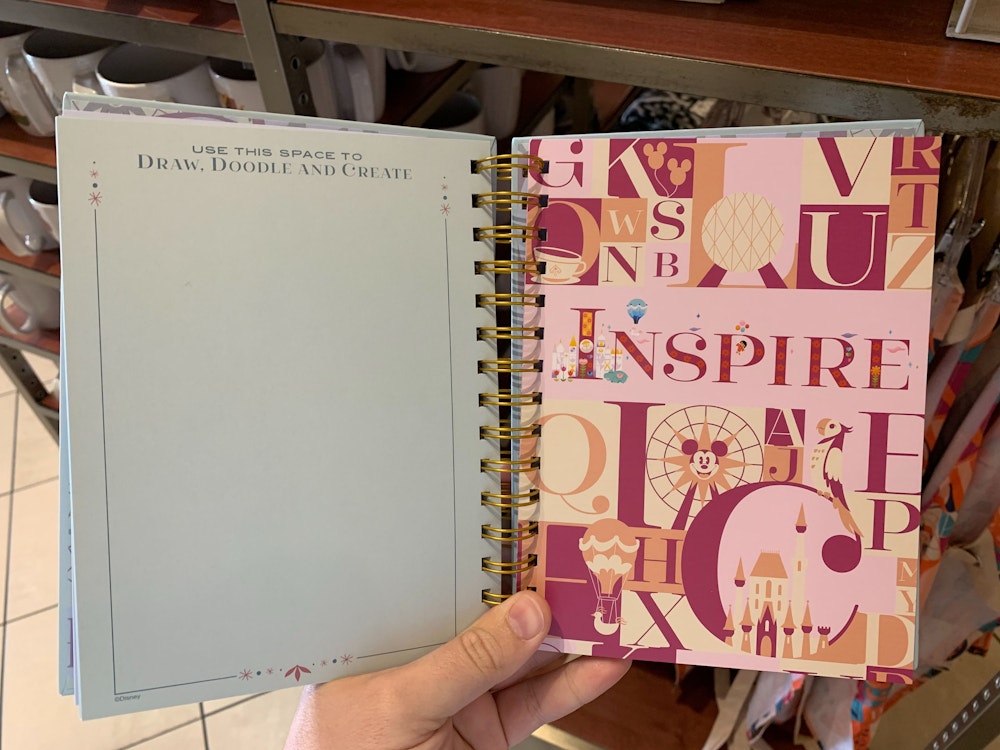 USE THIS SPACE TO
DRAW, DOODLE AND CREATE
©Disney
G K V R
T
W S U Z
N B
INSPIRE
Q A E
J
C P
H N
X Y D